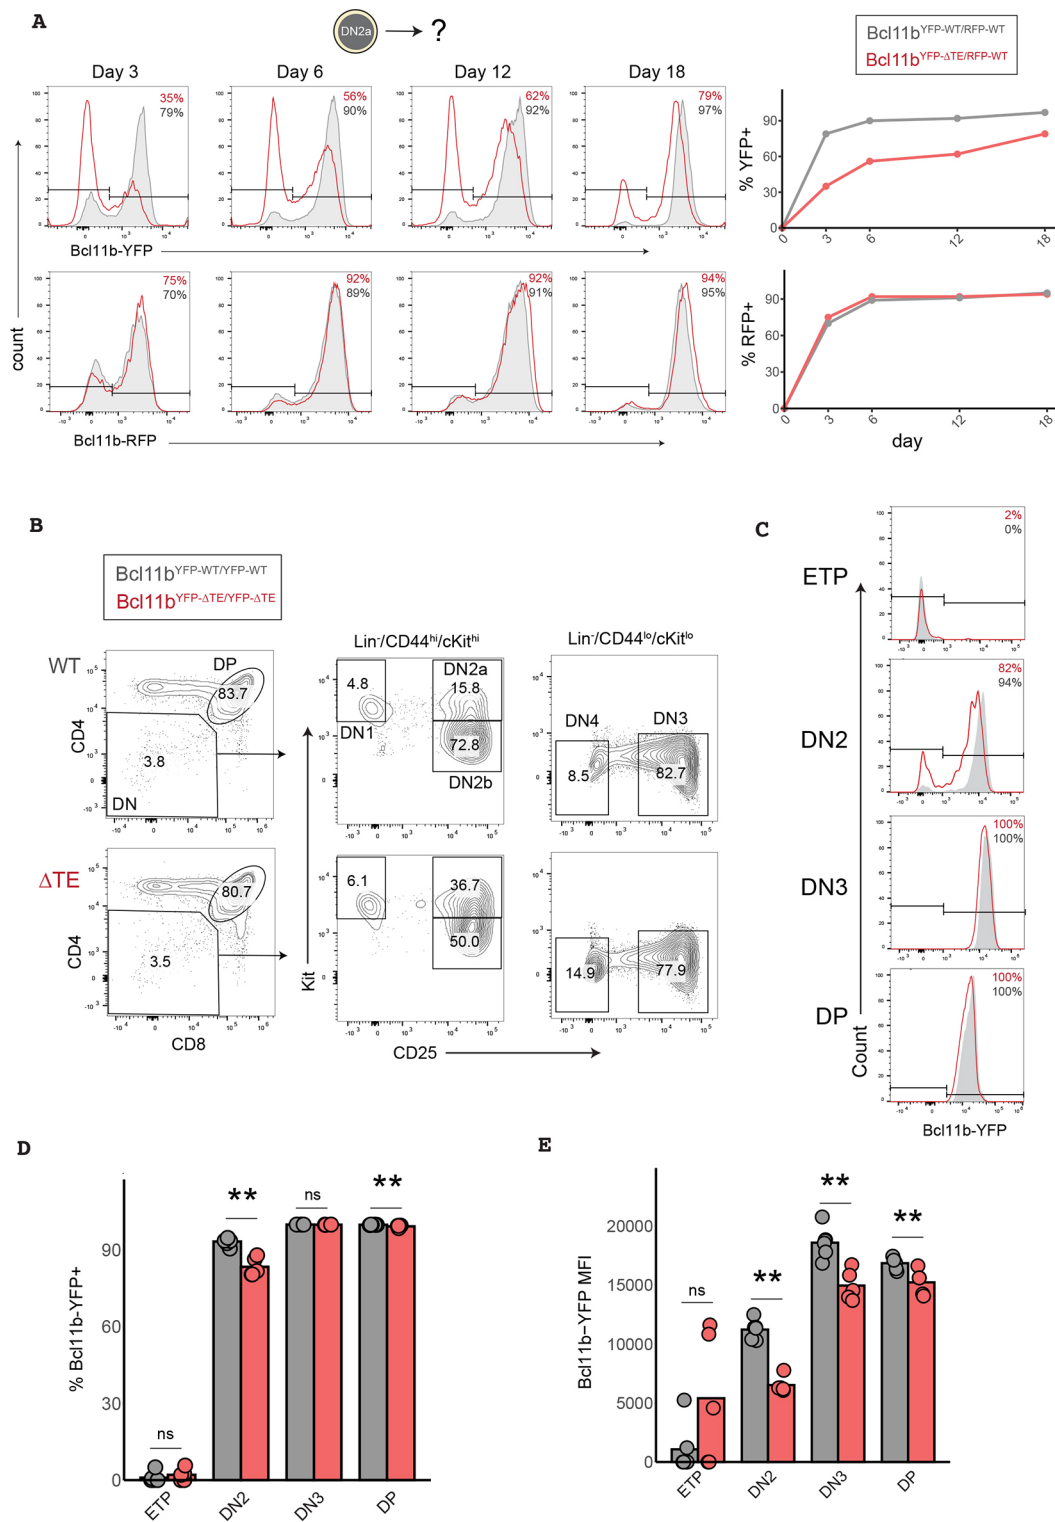 A
DN2a
?
Bcl11bYFP-WT/RFP-WT
Bcl11bYFP-ΔTE/RFP-WT
Day 3
Day 6
Day 12
Day 18
35%
79%
56%
90%
62%
92%
79%
97%
Bcl11b-YFP
% YFP+
90
60
30
0
0
3
6
12
18
75%
70%
92%
89%
92%
91%
94%
95%
Bcl11b-RFP
count
% RFP+
90
60
30
0
0
3
6
12
18
day
B
Bcl11bYFP-WT/YFP-WT
Bcl11bYFP-ΔTE/YFP-ΔTE
Lin-/CD44hi/cKithi
Lin-/CD44lo/cKitlo
WT
DP
83.7
CD4
3.8
DN
4.8
DN1
DN2a
15.8
72.8
DN2b
DN4
DN3
8.5
82.7
ΔTE
80.7
CD4
3.5
CD8
6.1
36.7
50.0
Kit
14.9
77.9
CD25
C
ETP
2%
0%
DN2
82%
94%
DN3
100%
100%
DP
100%
100%
Count
Bcl11b-YFP
D
% Bcl11b-YFP+
90
60
30
0
ns
**
ns
**
ETP
DN2
DN3
DP
E
Bcl11b-YFP MFI
20000
15000
10000
5000
0
ns
**
**
**
ETP
DN2
DN3
DP